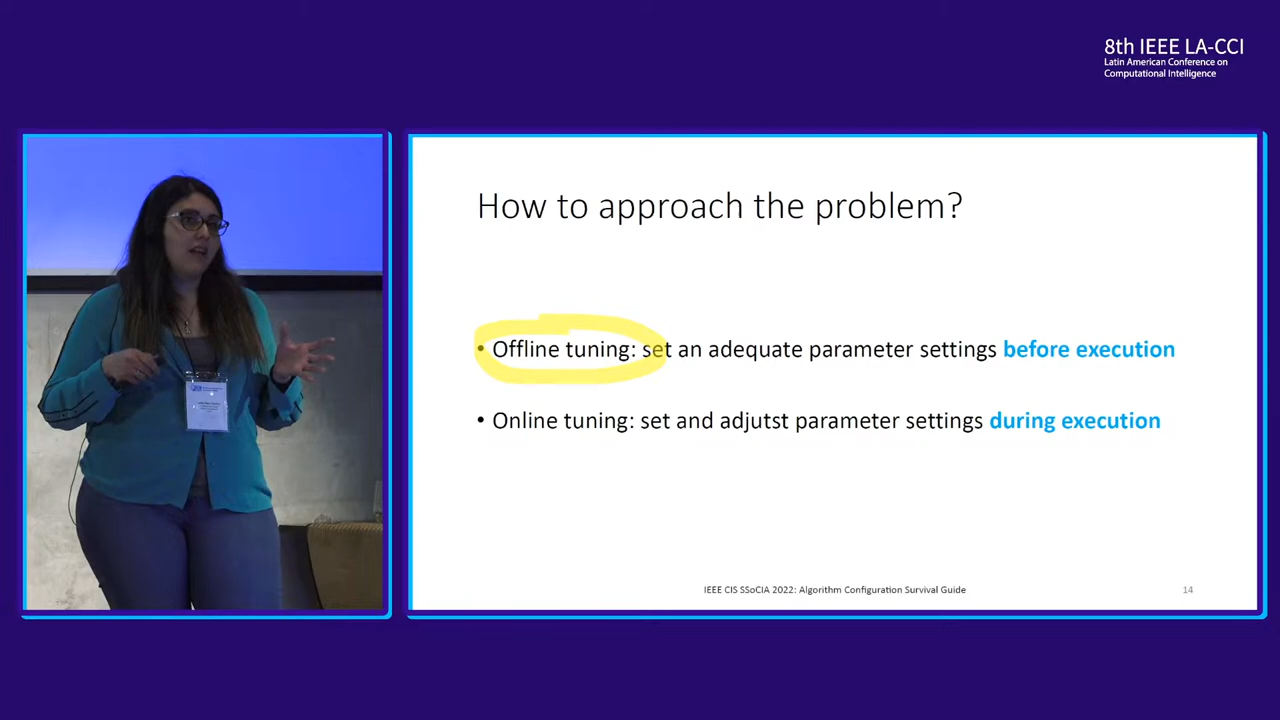 8th IEEE LA-CCI
Latin American Conference on
Computational Intelligence
How to approach the problem?
• Offline tuning: set an adequate parameter settings before execution
• Online tuning: set and adjutst parameter settings during execution
IEEE CIS SSoCIA 2022: Algorithm Configuration Survival Guide
14